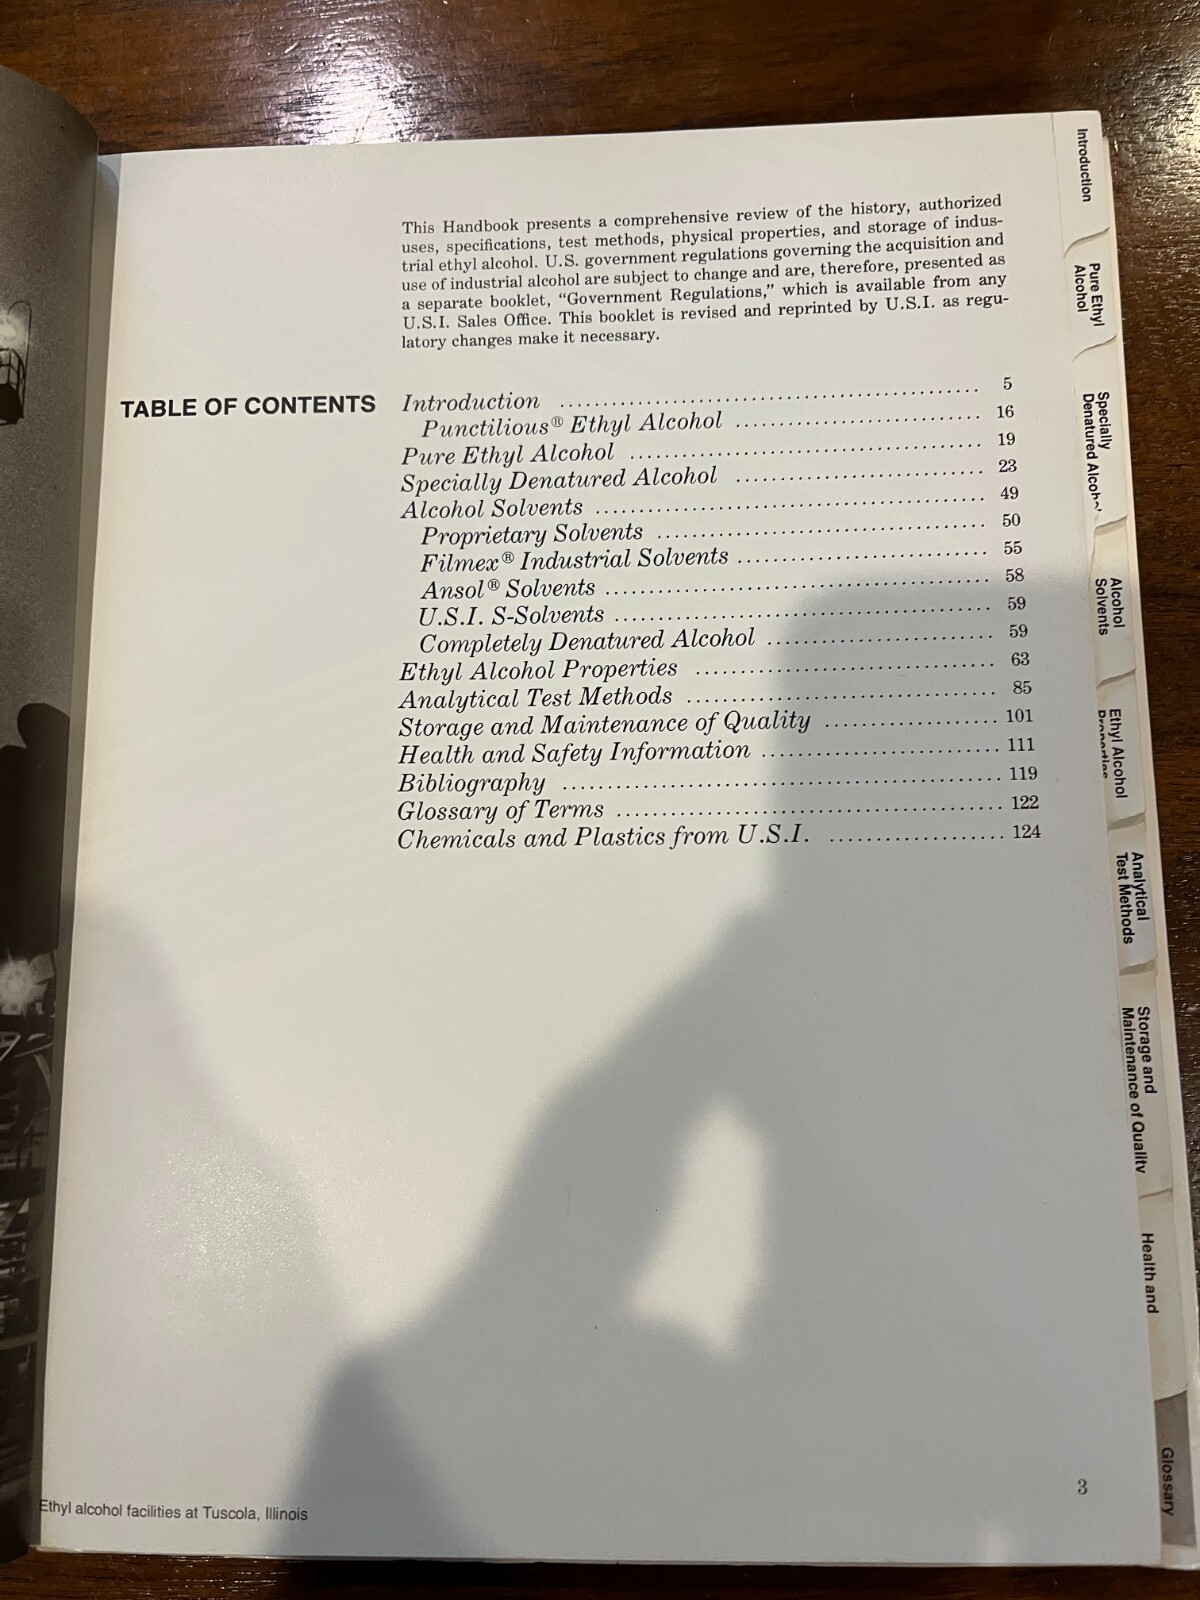 This Handbook presents a comprehensive review of the history, authorized
uses, specifications, test methods, physical properties, and storage of indus-
trial ethyl alcohol. U.S. government regulations governing the acquisition and
use of industrial alcohol are subject to change and are, therefore, presented as
a separate booklet, “Government Regulations,” which is available from any
U.S.I. Sales Office. This booklet is revised and reprinted by U.S.I. as regu-
latory changes make it necessary.
TABLE OF CONTENTS
Introduction .......... 5
Punctilious® Ethyl Alcohol .......... 16
Pure Ethyl Alcohol .......... 19
Specially Denatured Alcohol .......... 23
Alcohol Solvents .......... 49
Proprietary Solvents .......... 50
Filmex® Industrial Solvents .......... 55
Ansol® Solvents .......... 58
U.S.I. S-Solvents .......... 59
Completely Denatured Alcohol .......... 59
Ethyl Alcohol Properties .......... 63
Analytical Test Methods .......... 85
Storage and Maintenance of Quality .......... 101
Health and Safety Information .......... 111
Bibliography .......... 119
Glossary of Terms .......... 122
Chemicals and Plastics from U.S.I. .......... 124
Ethyl alcohol facilities at Tuscola, Illinois
3
Introduction
Pure Ethyl
Alcohol
Specially
Denatured Alcohol
Alcohol
Solvents
Ethyl Alcohol
Properties
Analytical
Test Methods
Storage and
Maintenance of Quality
Health and
Glossary